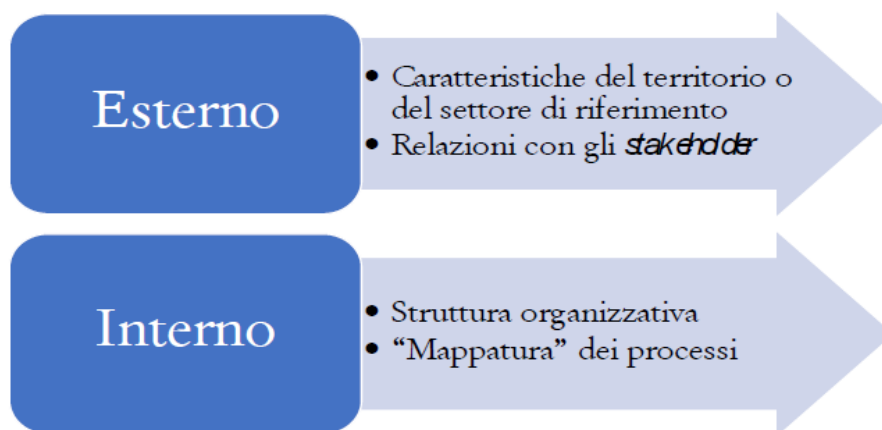 Esterno
• Caratteristiche del territorio o
del settore di riferimento
• Relazioni con gli stakeholder
Interno
• Struttura organizzativa
• “Mappatura” dei processi